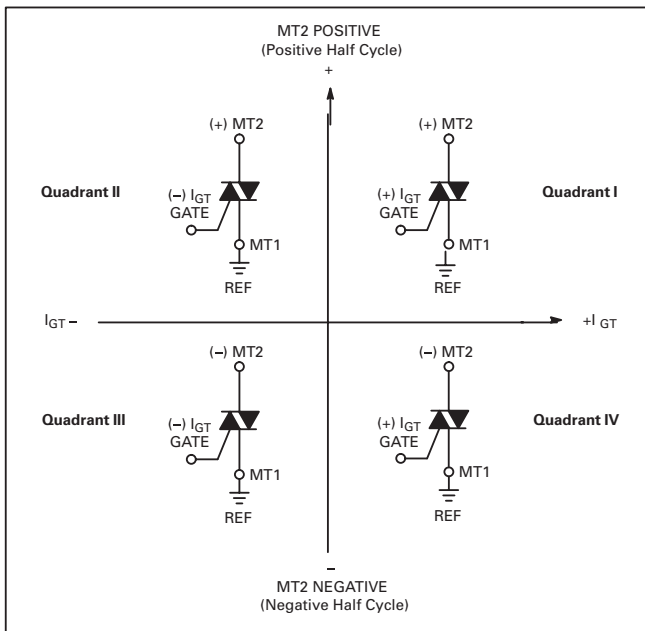 MT2 POSITIVE
(Positive Half Cycle)
+
(+) MT2
(+) MT2
Quadrant II
(–) IGT
GATE
MT1
REF
(+) IGT
GATE
MT1
REF
Quadrant I
IGT –
+I GT
(–) MT2
(–) MT2
Quadrant III
(–) IGT
GATE
MT1
REF
(+) IGT
GATE
MT1
REF
Quadrant IV
–
MT2 NEGATIVE
(Negative Half Cycle)